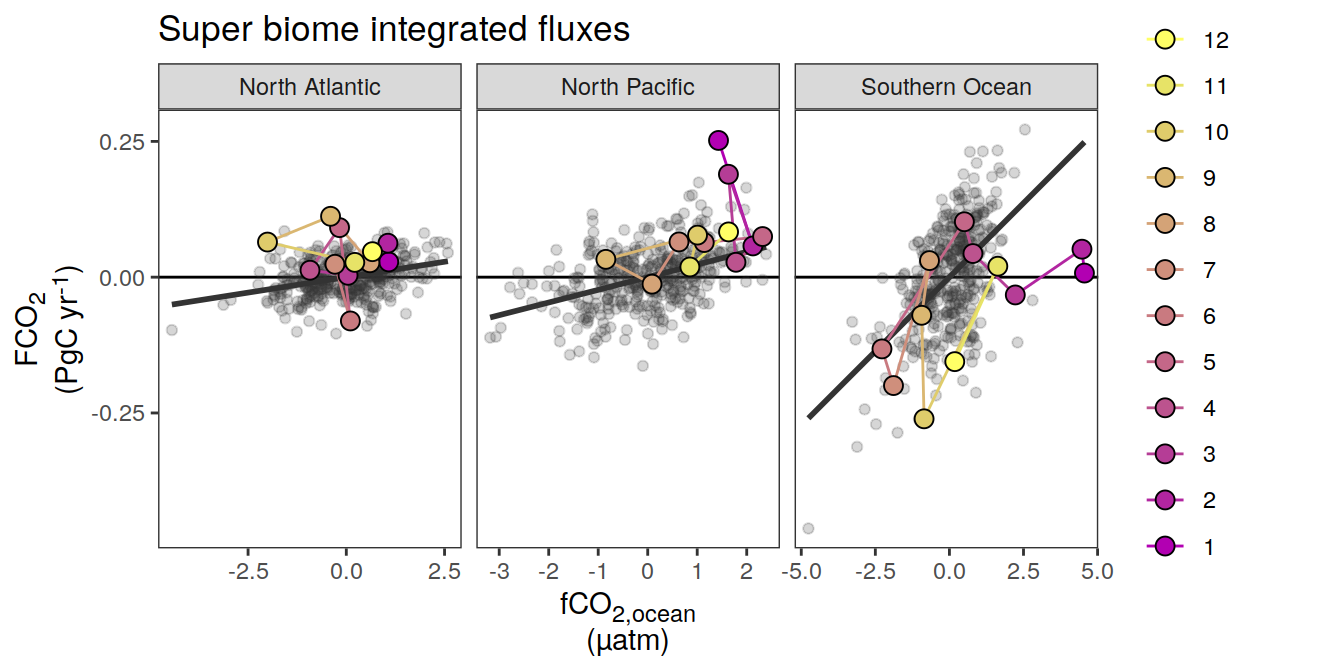 Super biome integrated fluxes
North Atlantic
North Pacific
Southern Ocean
0.25
0.00
-0.25
FCO2
(PgC yr-1)
-2.5 0.0 2.5
-3 -2 -1 0 1 2
-5.0 -2.5 0.0 2.5 5.0
fCO2,ocean
(µatm)
12
11
10
9
8
7
6
5
4
3
2
1